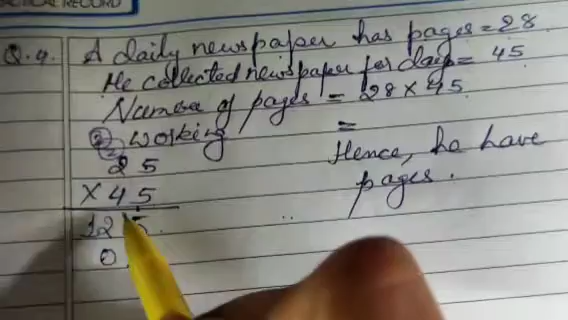 RECORD
Q.4. A daily newspaper has pages = 28
He collected newspaper for days = 45
Number of pages = 28 × 45
=
working
Hence, he have
pages.
25
× 45
125
0